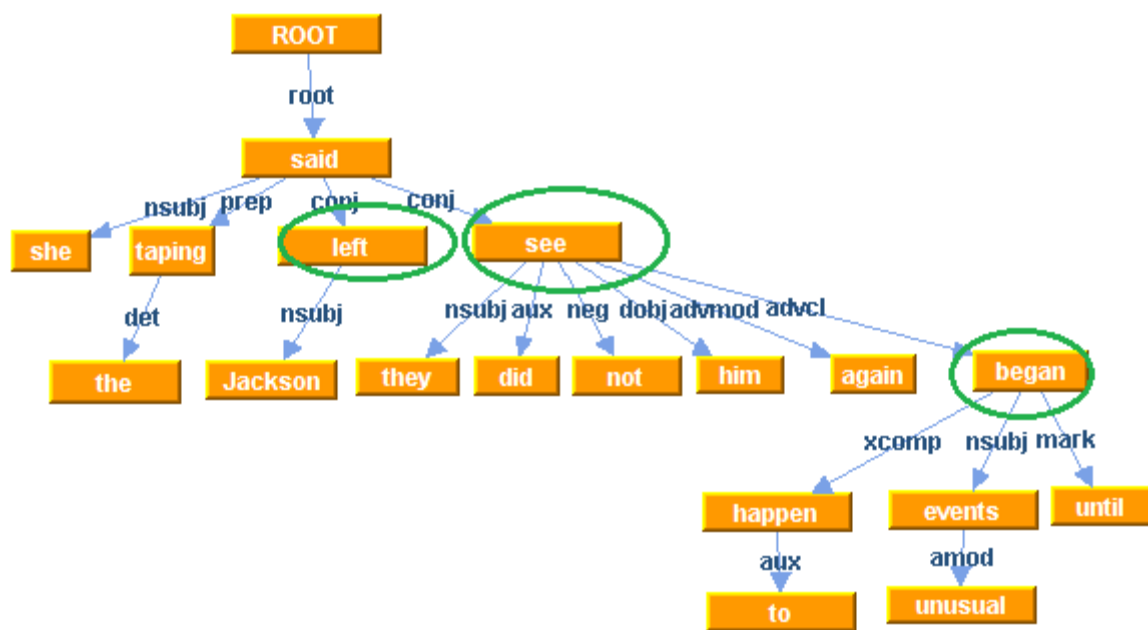 ROOT
root
said
nsubj prep conj conj
she taping left see
det nsubj nsubj aux neg dobj advmod advcl
the Jackson they did not him again began
xcomp nsubj mark
happen events until
aux amod
to unusual